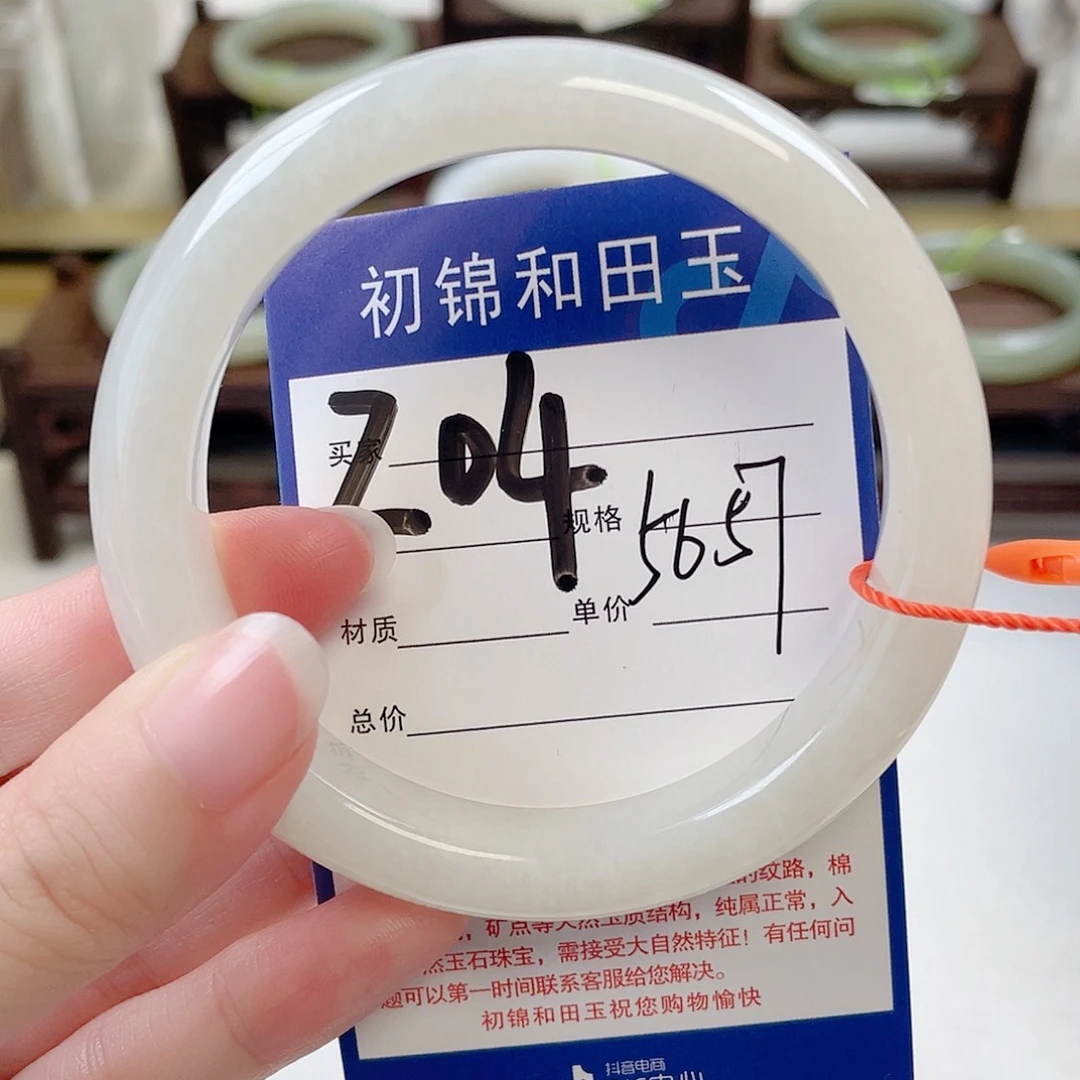 初锦和田玉
买家
Z04
规格
565
材质 单价
总价
的纹路，棉
，矿点等天然玉质结构，纯属正常，入
然玉石珠宝，需接受大自然特征！有任何问
题可以第一时间联系客服给您解决。
初锦和田玉祝您购物愉快
抖音电商